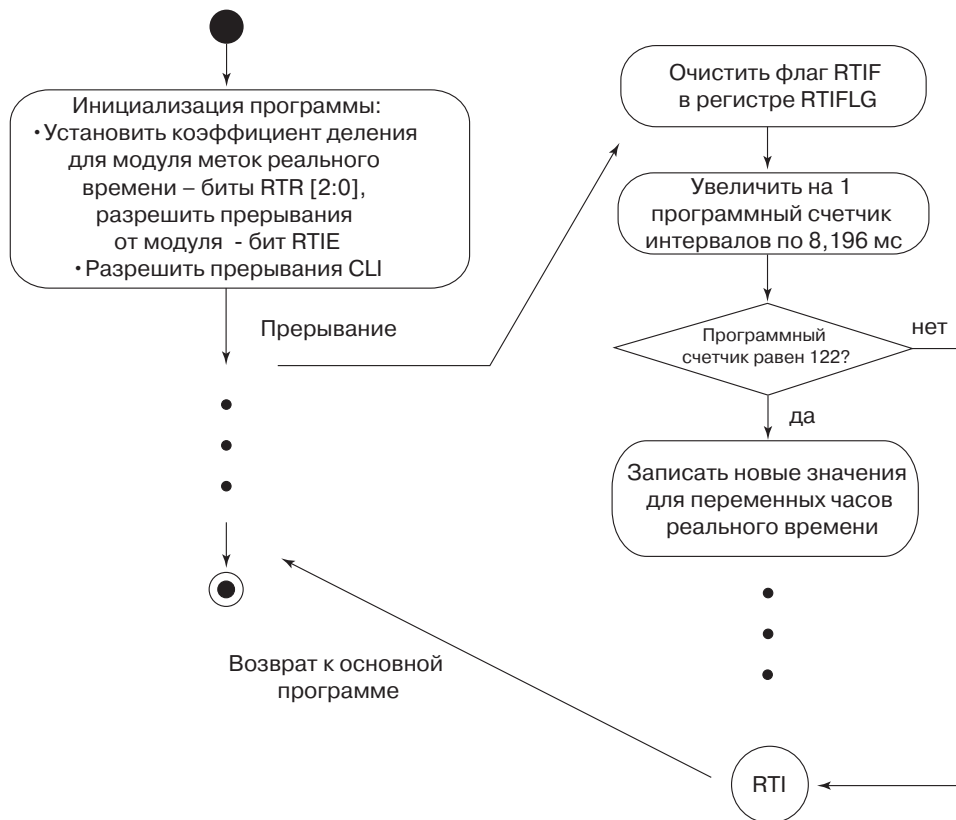 Инициализация программы:
•Установить коэффициент деления
для модуля меток реального
времени – биты RTR [2:0],
разрешить прерывания
от модуля - бит RTIE
•Разрешить прерывания CLI
Прерывание
Очистить флаг RTIF
в регистре RTIFLG
Увеличить на 1
программный счетчик
интервалов по 8,196 мс
Программный
счетчик равен 122?
нет
да
Записать новые значения
для переменных часов
реального времени
Возврат к основной
программе
RTI